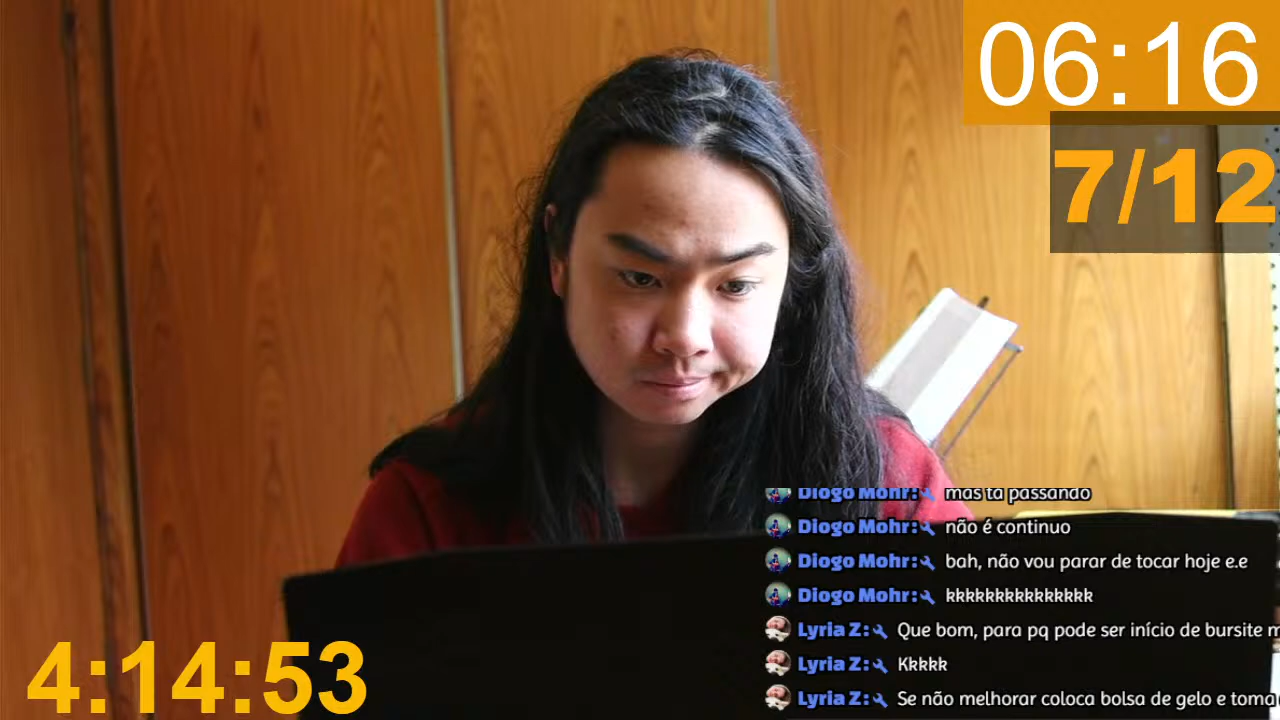 06:16
7/12
Diogo Mohr: mas tá passando
Diogo Mohr: não é continuo
Diogo Mohr: bah, não vou parar de tocar hoje e.e
Diogo Mohr: kkkkkkkkkkkkkkk
Lyria Z: Que bom, para pq pode ser início de bursite
Lyria Z: Kkkkk
Lyria Z: Se não melhorar coloca bolsa de gelo e toma
4:14:53